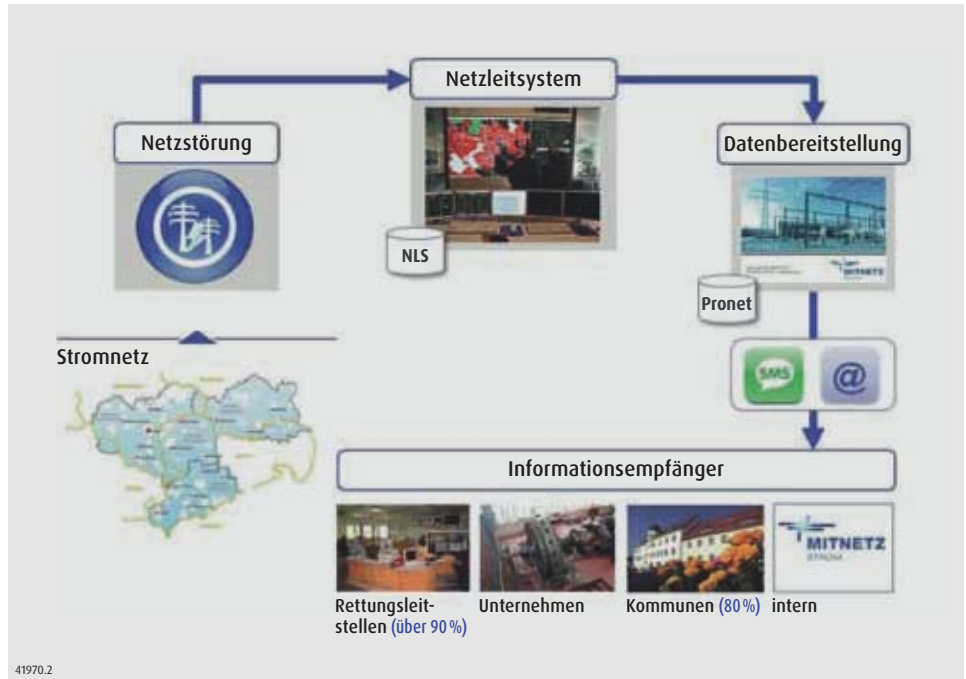 Netzleitsystem
Netzstörung
Datenbereitstellung
NLS
MITNETZ
Pronet
Stromnetz
SMS
@
Informationsempfänger
MITNETZ
STROM
Rettungsleit-
stellen (über 90 %)
Unternehmen
Kommunen (80 %)
intern
41970.2